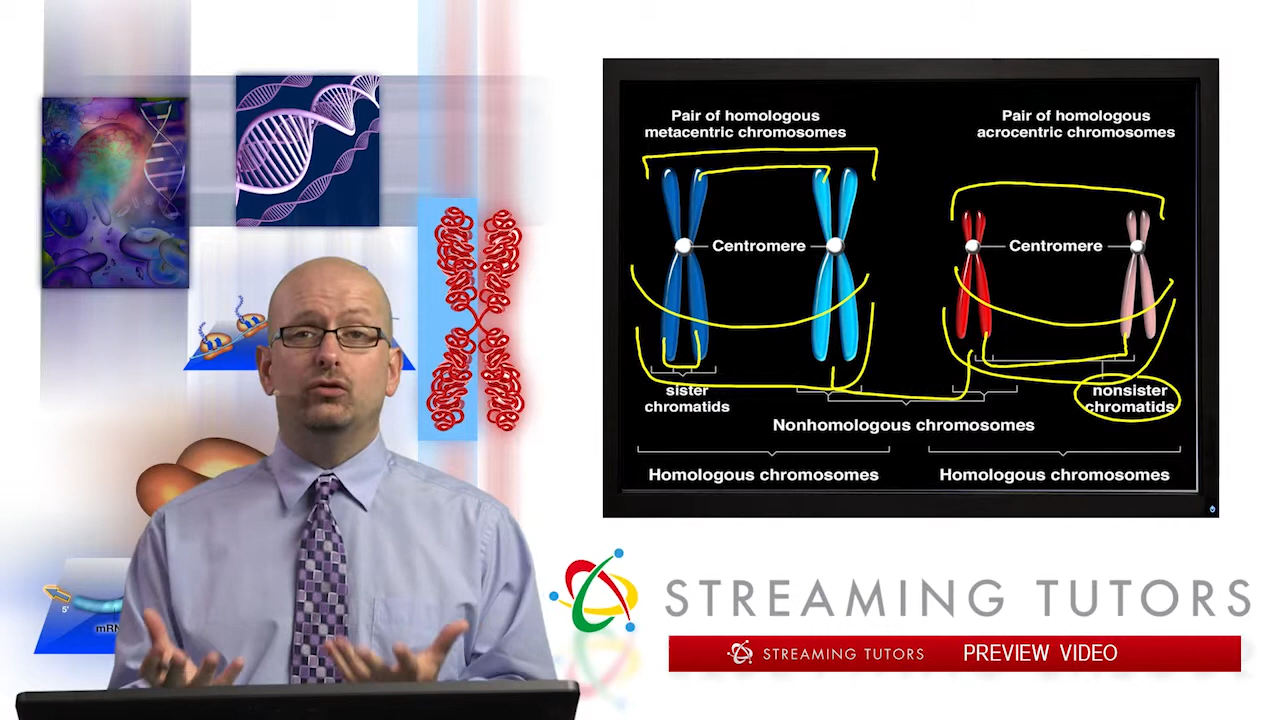 Pair of homologous
metacentric chromosomes
Pair of homologous
acrocentric chromosomes
Centromere
Centromere
sister
chromatids
nonsister
chromatids
Nonhomologous chromosomes
Homologous chromosomes
Homologous chromosomes
5'
STREAMING TUTORS
STREAMING TUTORS PREVIEW VIDEO